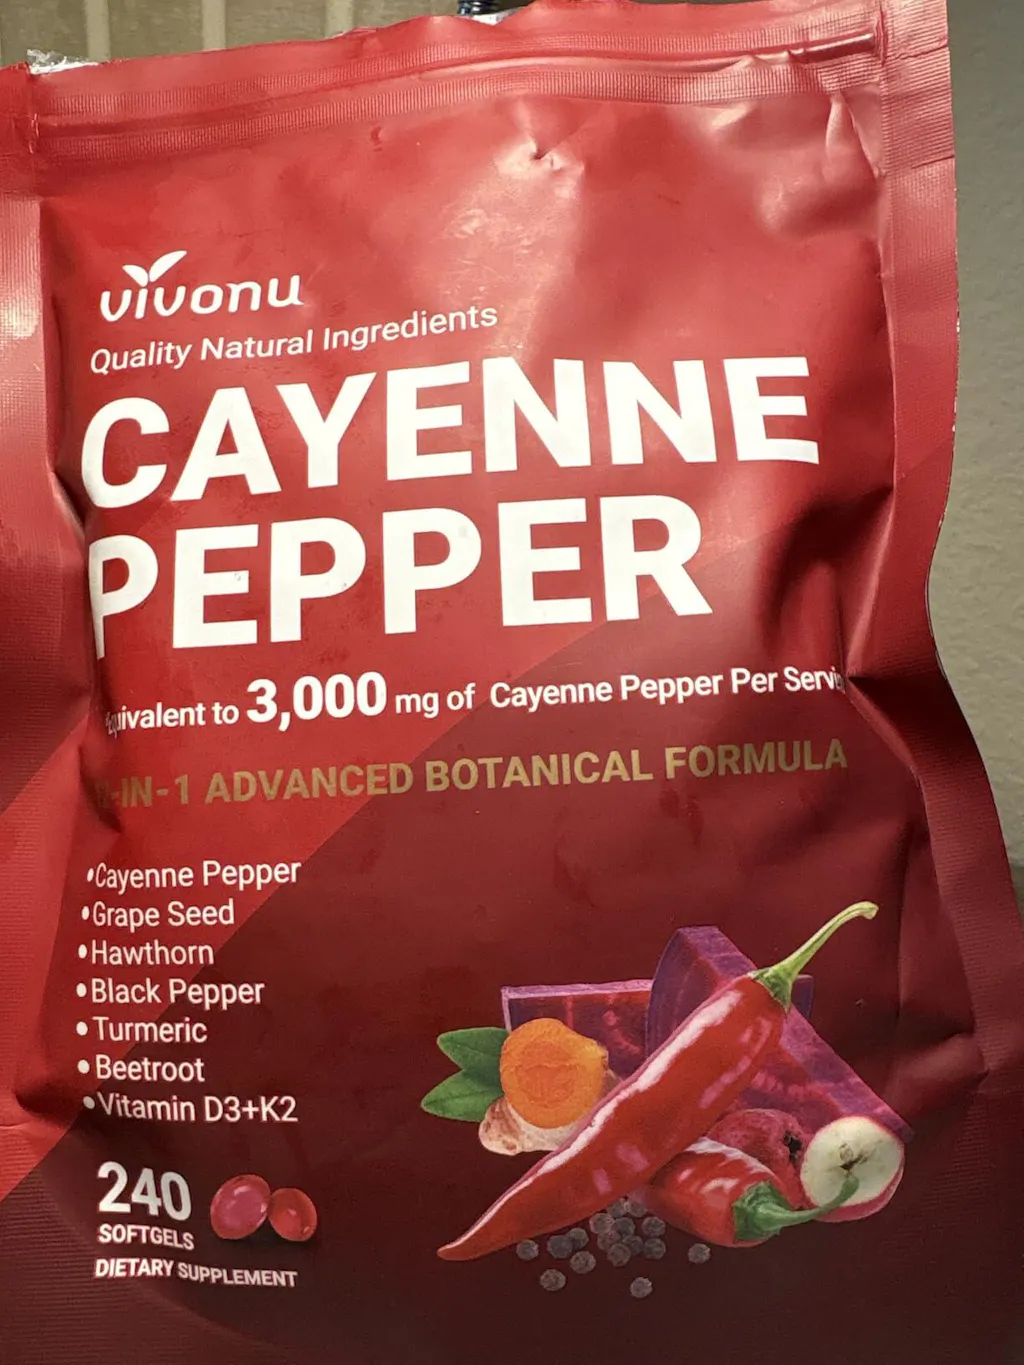 vivonu
Quality Natural Ingredients
CAYENNE
PEPPER
to 3,000 mg of Cayenne Pepper Per
ADVANCED BOTANICAL FORMULA
•Cayenne Pepper
•Grape Seed
•Hawthorn
•Black Pepper
•Turmeric
•Beetroot
•Vitamin D3+K2
240
SOFTGELS
DIETARY SUPPLEMENT